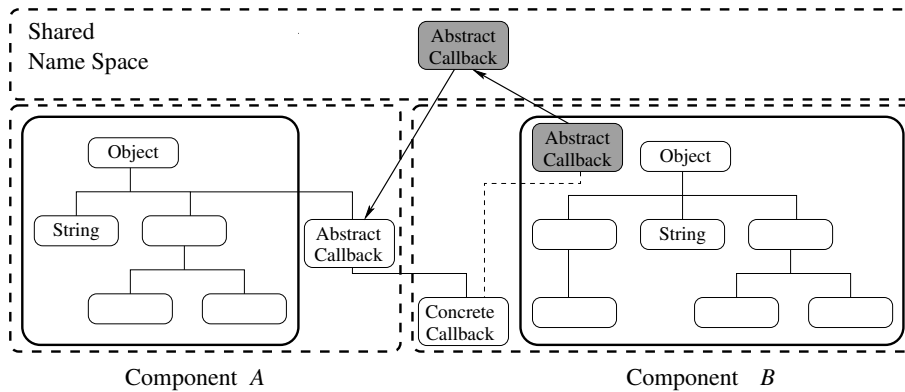 Shared
Name Space
Abstract
Callback
Abstract
Callback
Object
Object
String
Abstract
Callback
String
Concrete
Callback
Component A
Component B